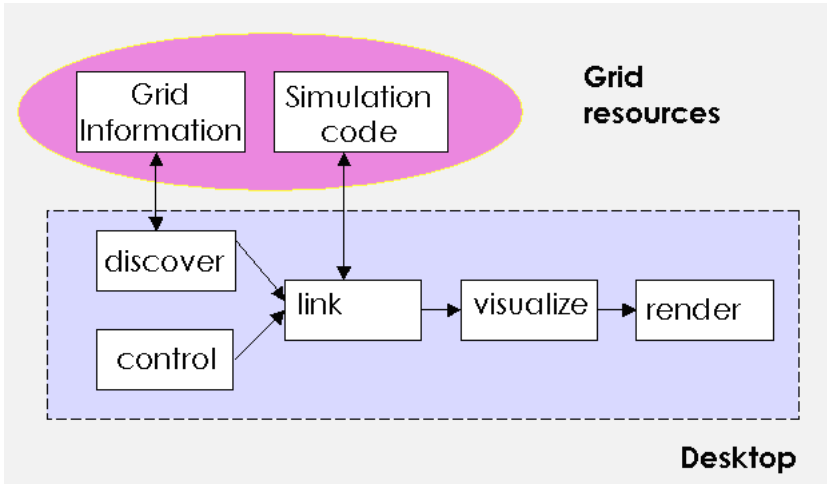 Grid
Information
Simulation
code
Grid
resources
discover
link
visualize
render
control
Desktop